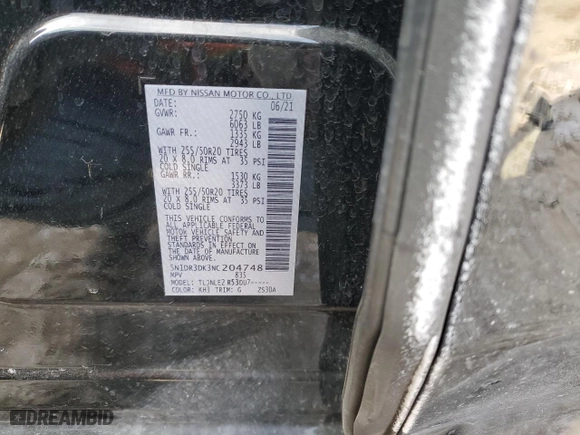 MFD BY NISSAN MOTOR CO., LTD
DATE: 06/21
GVWR: 2750 KG
6063 LB
GAWR FR: 1335 KG
2943 LB
WITH 255/50R20 TIRES
20 X 8.0 RIMS AT 35 PSI
COLD SINGLE
GAWR RR: 1530 KG
3373 LB
WITH 255/50R20 TIRES
20 X 8.0 RIMS AT 35 PSI
COLD SINGLE
THIS VEHICLE CONFORMS TO
ALL APPLICABLE FEDERAL
MOTOR VEHICLE SAFETY AND
BUMPER STANDARDS IN
EFFECT ON THE DATE OF
MANUFACTURE SHOWN ABOVE.
5N1DR3DK3NC204748
MPV 835
MODEL:
COLOR: KH3 TRIM: G 2S30A
DREAMBID